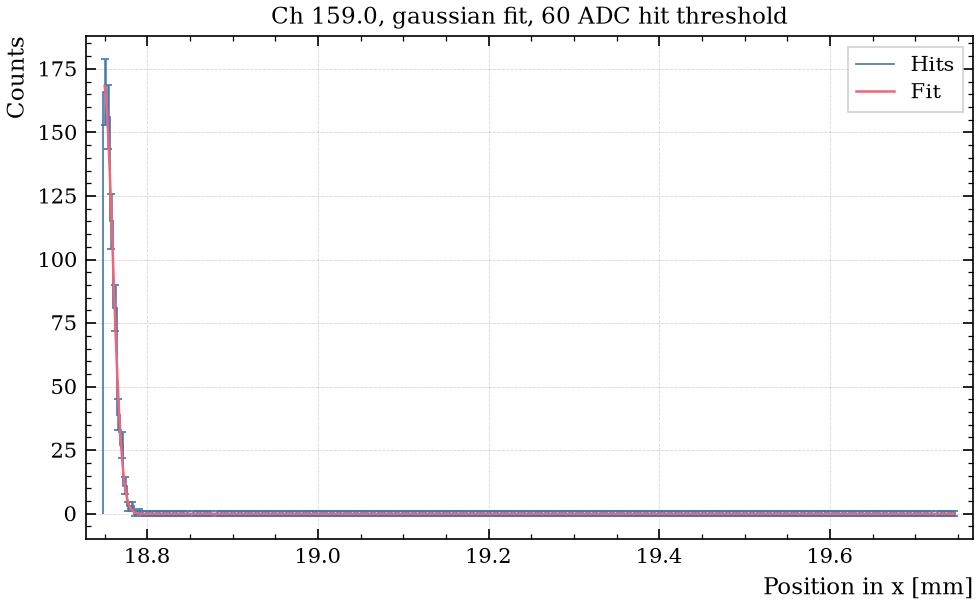 Ch 159.0, gaussian fit, 60 ADC hit threshold
Counts
175
150
125
100
75
50
25
0
Hits
Fit
18.8
19.0
19.2
19.4
19.6
Position in x [mm]